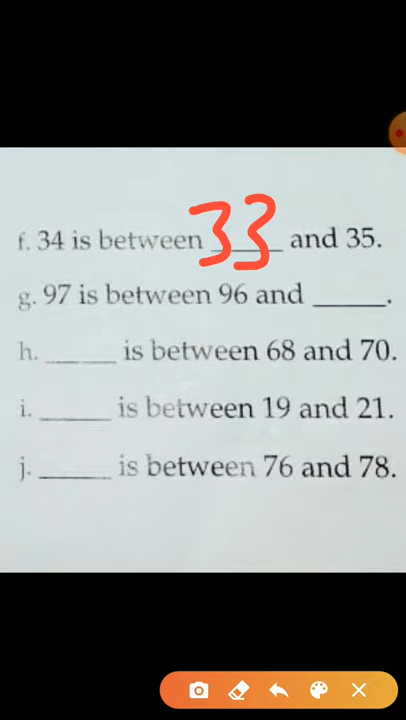 f. 34 is between 33 and 35.
g. 97 is between 96 and ______.
h. ______ is between 68 and 70.
i. ______ is between 19 and 21.
j. ______ is between 76 and 78.